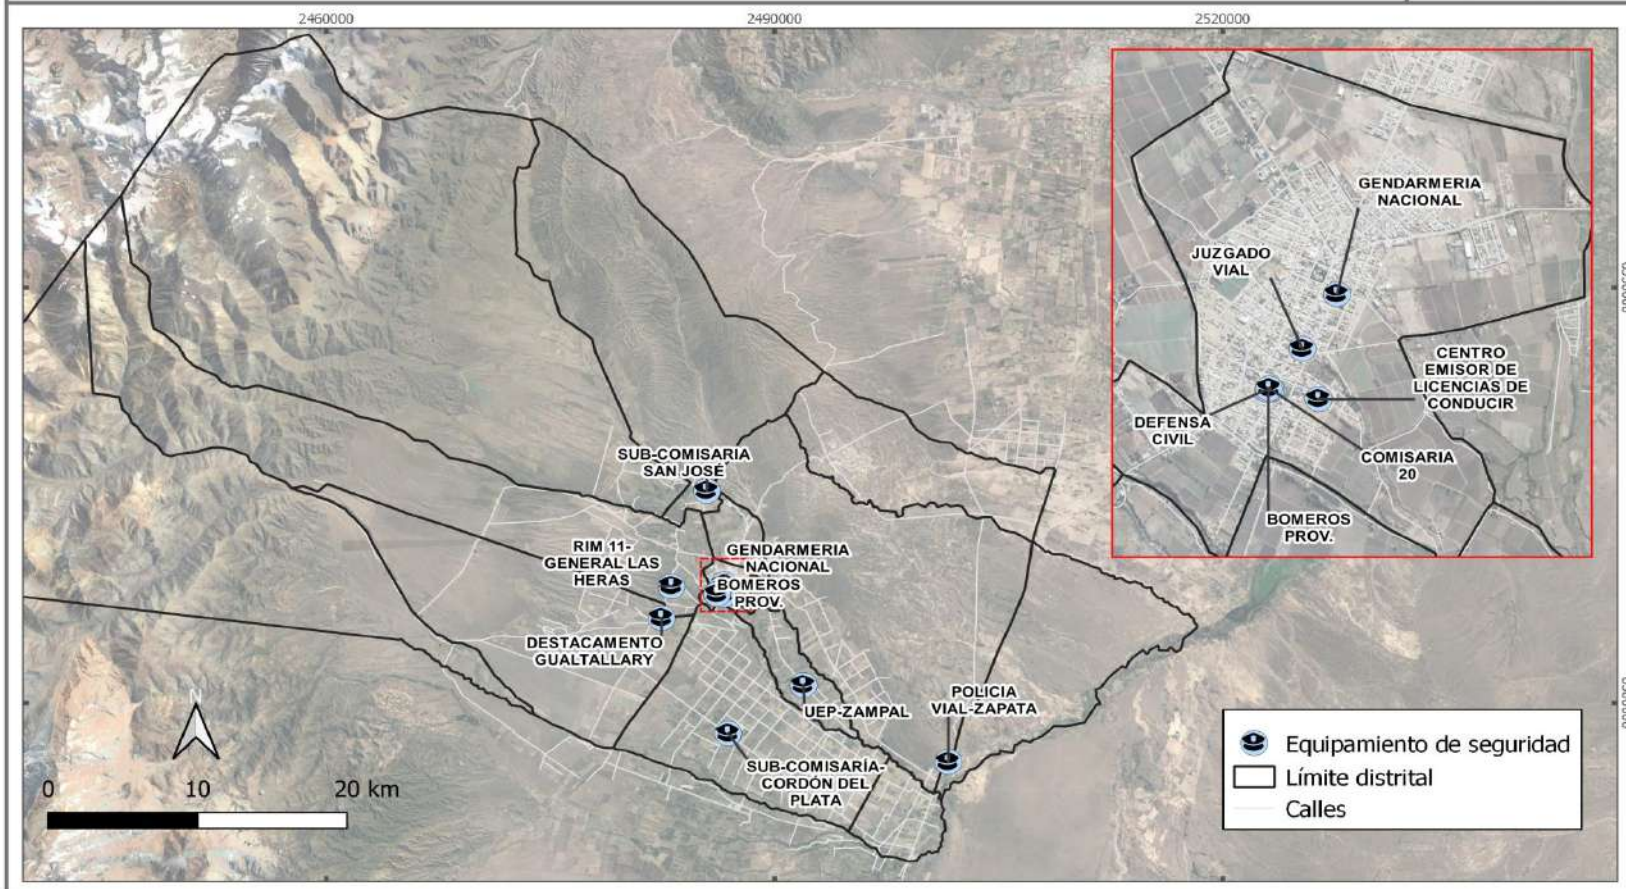 2460000
2490000
2520000
GENDARMERIA
NACIONAL
JUZGADO
VIAL
CENTRO
EMISOR DE
LICENCIAS DE
CONDUCIR
DEFENSA
CIVIL
COMISARIA
20
BOMEROS
PROV.
SUB-COMISARIA
SAN JOSÉ
RIM 11-
GENERAL LAS
HERAS
GENDARMERIA
NACIONAL
BOMEROS
PROV.
DESTACAMENTO
GUALTALLARY
UEP-ZAMPAL
POLICIA
VIAL-ZAPATA
SUB-COMISARÍA-
CORDÓN DEL
PLATA
N
0 10 20 km
Equipamiento de seguridad
Límite distrital
Calles